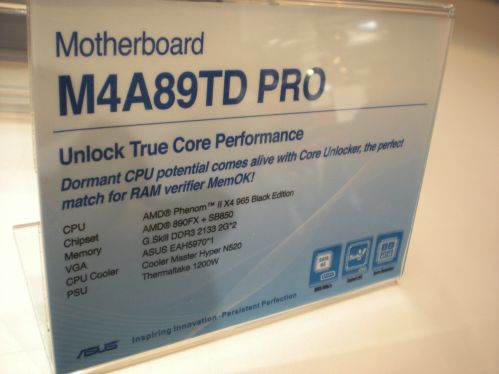 Motherboard
M4A89TD PRO
Unlock True Core Performance
Dormant CPU potential comes alive with Core Unlocker, the perfect
match for RAM verifier MemOK!
CPU AMD® Phenom™ II X4 965 Black Edition
Chipset AMD® 890FX + SB850
Memory G.Skill DDR3 2133 2G*2
VGA ASUS EAH5970*1
CPU Cooler Cooler Master Hyper N520
PSU Thermaltake 1200W
ASUS Inspiring Innovation · Persistent Perfection